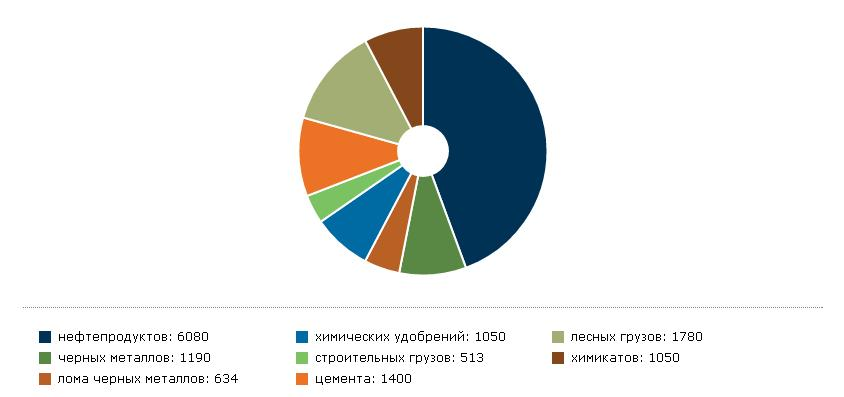 нефтепродуктов: 6080
черных металлов: 1190
лома черных металлов: 634
химических удобрений: 1050
строительных грузов: 513
цемента: 1400
лесных грузов: 1780
химикатов: 1050